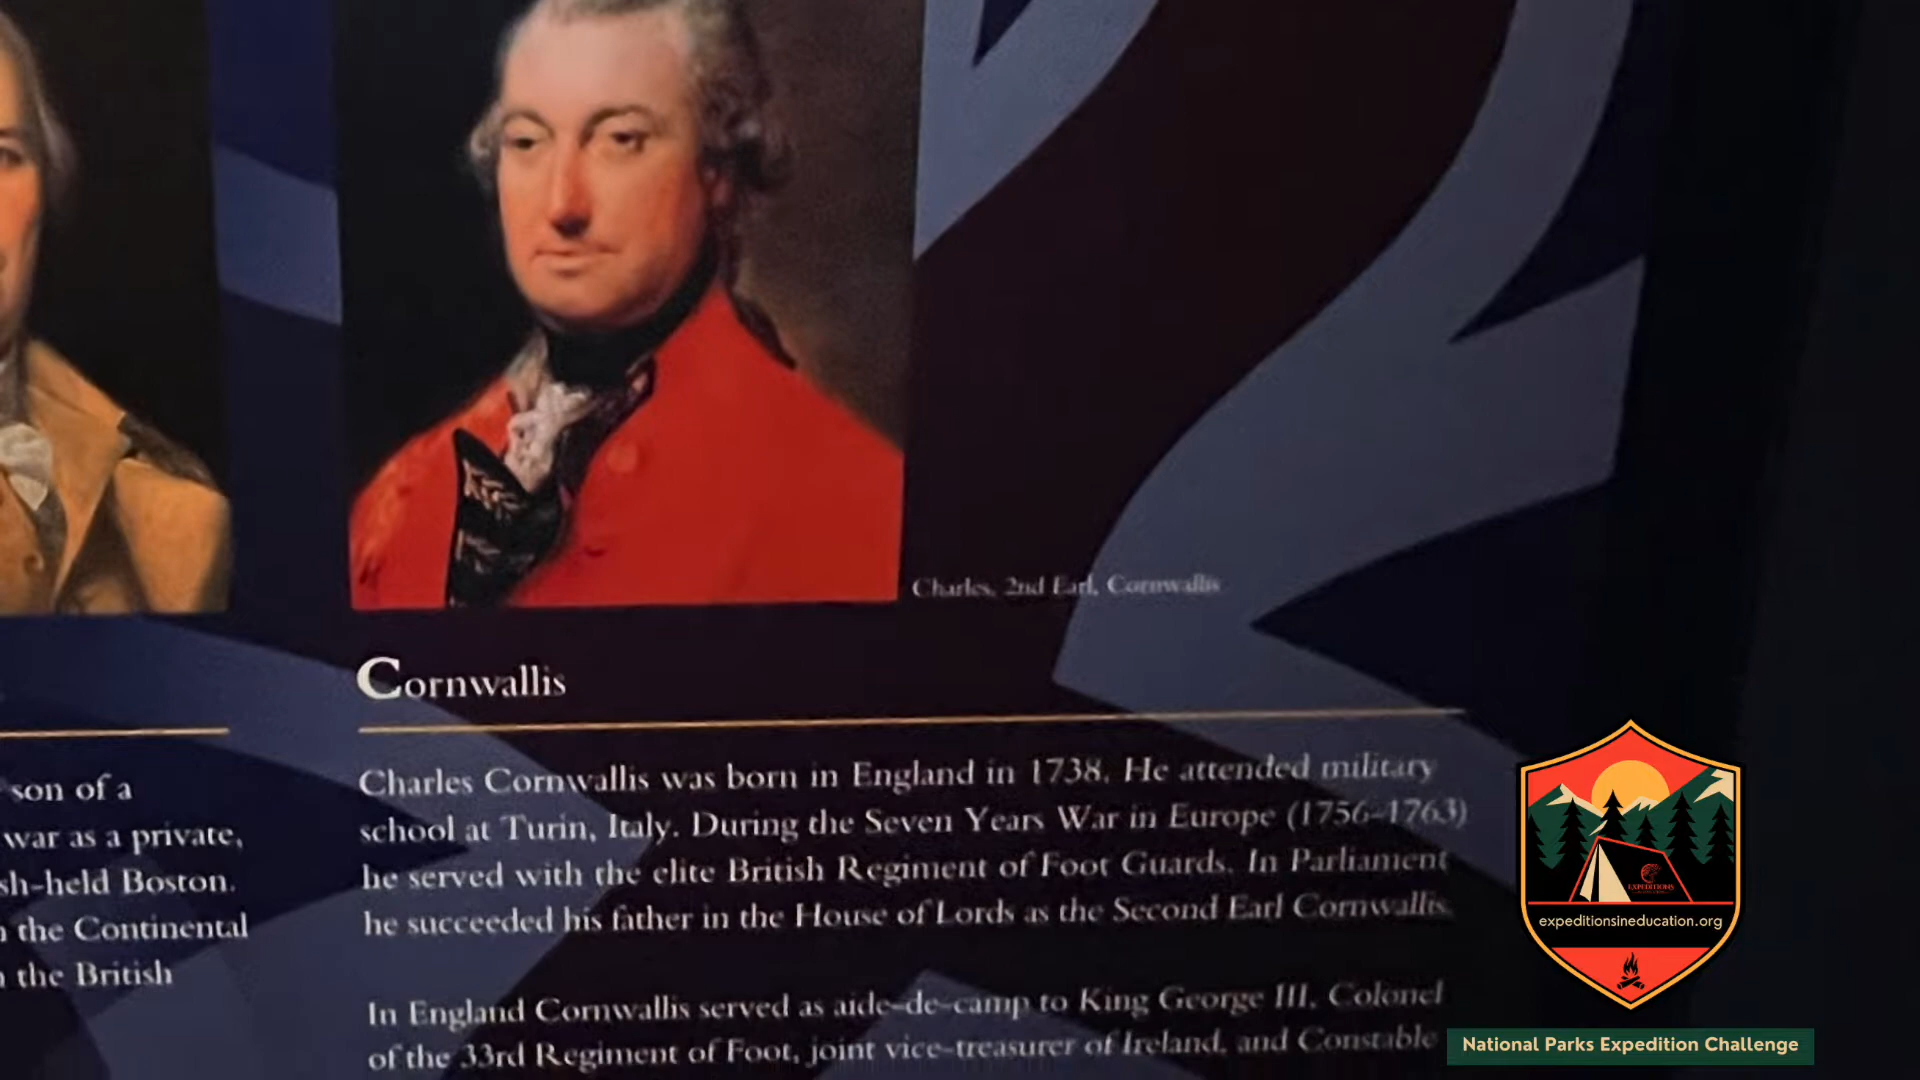 Charles, 2nd Earl, Cornwallis
son of a
war as a private,
sh-held Boston.
the Continental
the British
Cornwallis
Charles Cornwallis was born in England in 1738. He attended military
school at Turin, Italy. During the Seven Years War in Europe (1756-1763)
he served with the elite British Regiment of Foot Guards. In Parliament
he succeeded his father in the House of Lords as the Second Earl Cornwallis.
In England Cornwallis served as aide-de-camp to King George III, Colonel
of the 33rd Regiment of Foot, joint vice-treasurer of Ireland, and Constable
EXPEDITIONS
expeditionsineducation.org
National Parks Expedition Challenge